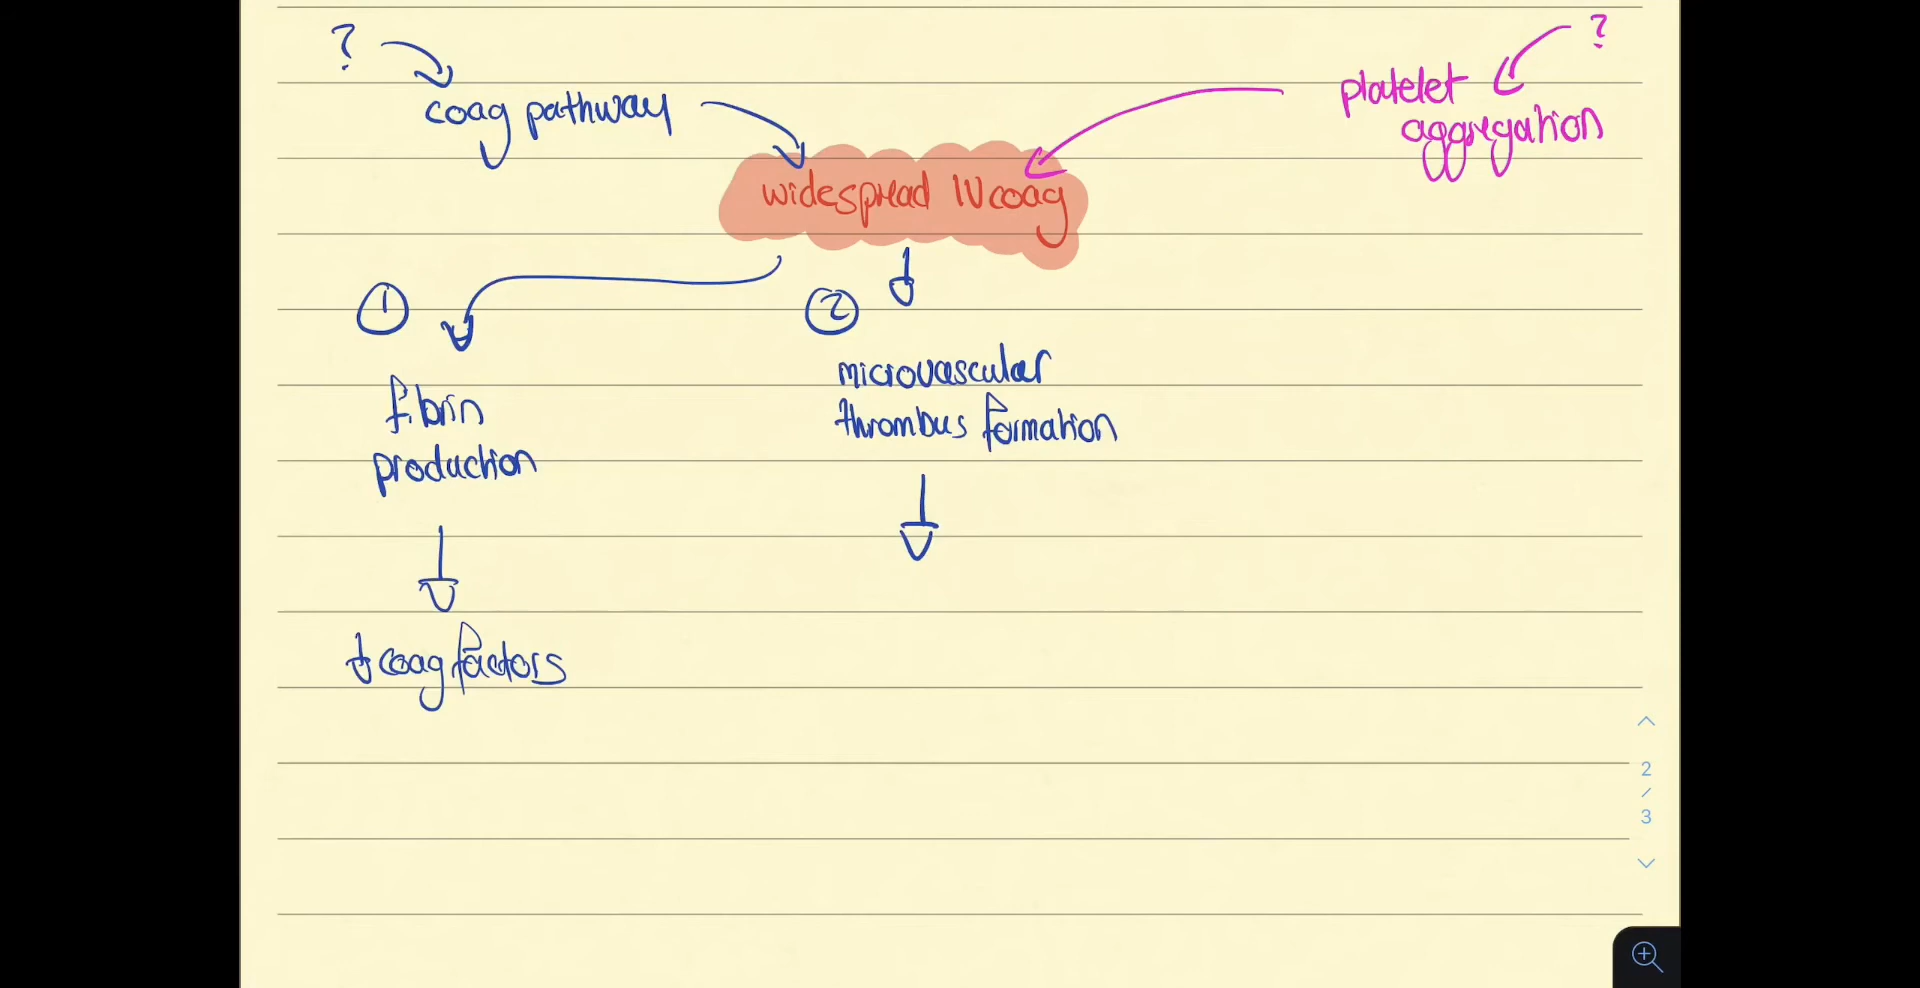 ?
?
coag pathway
platelet
aggregation
widespread IV coag
1
2
fibrin
production
microvascular
thrombus formation
↓ coag factors
2
/
3